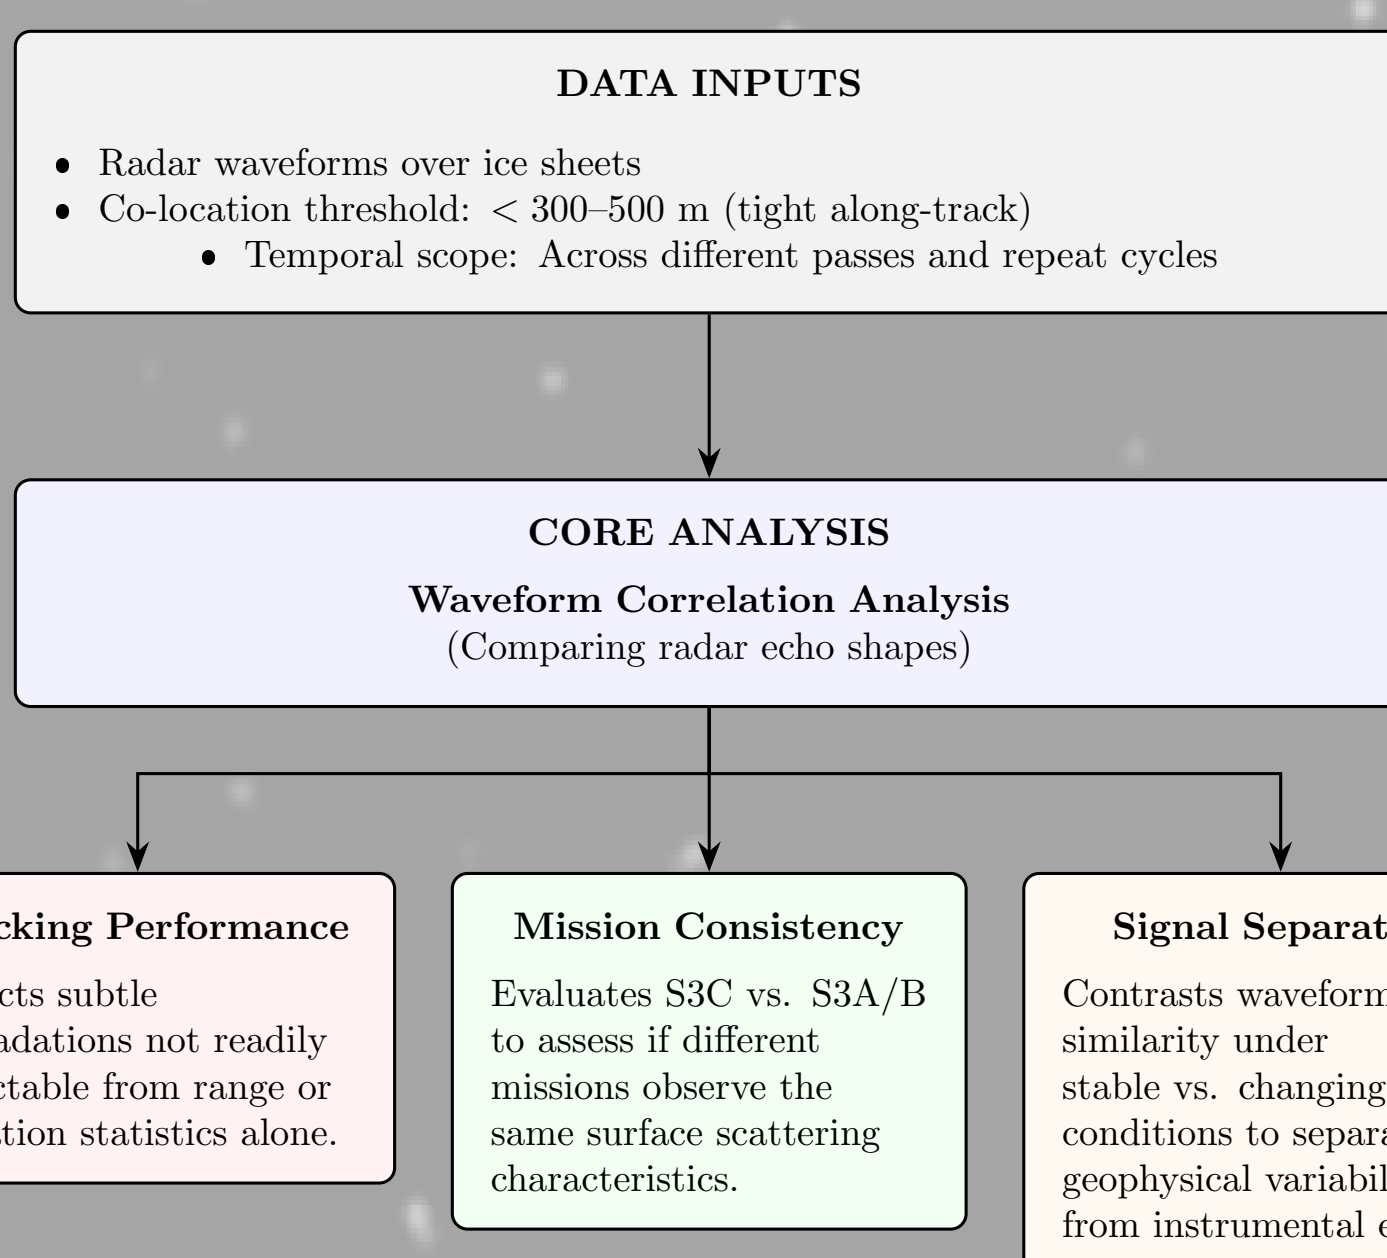 DATA INPUTS
• Radar waveforms over ice sheets
• Co-location threshold: < 300–500 m (tight along-track)
• Temporal scope: Across different passes and repeat cycles
CORE ANALYSIS
Waveform Correlation Analysis
(Comparing radar echo shapes)
cking Performance
cts subtle
adations not readily
ctable from range or
tion statistics alone.
Mission Consistency
Evaluates S3C vs. S3A/B
to assess if different
missions observe the
same surface scattering
characteristics.
Signal Separat
Contrasts waveform
similarity under
stable vs. changing
conditions to separa
geophysical variabil
from instrumental e